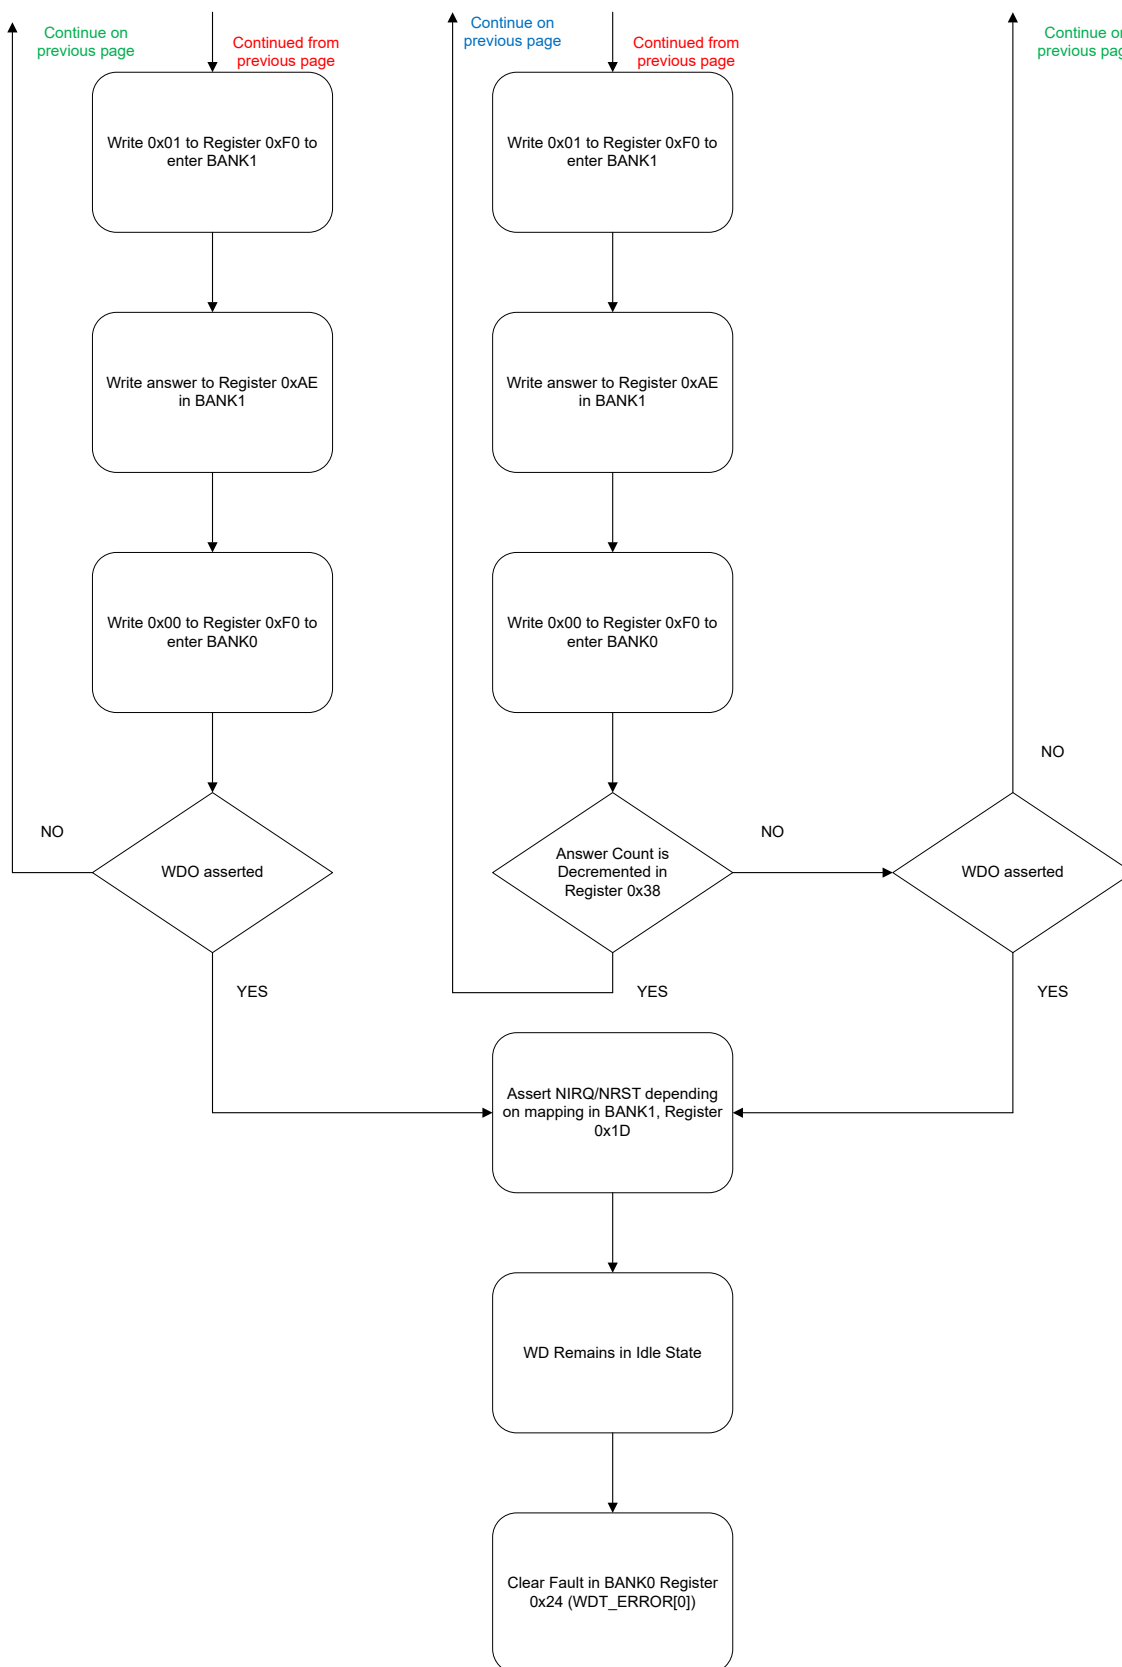 Continue on
previous page
Continued from
previous page
Continue on
previous page
Continued from
previous page
Continue on
previous pag
Write 0x01 to Register 0xF0 to
enter BANK1
Write 0x01 to Register 0xF0 to
enter BANK1
Write answer to Register 0xAE
in BANK1
Write answer to Register 0xAE
in BANK1
Write 0x00 to Register 0xF0 to
enter BANK0
Write 0x00 to Register 0xF0 to
enter BANK0
NO
WDO asserted
YES
Answer Count is
Decremented in
Register 0x38
NO
YES
NO
WDO asserted
YES
Assert NIRQ/NRST depending
on mapping in BANK1, Register
0x1D
WD Remains in Idle State
Clear Fault in BANK0 Register
0x24 (WDT_ERROR[0])